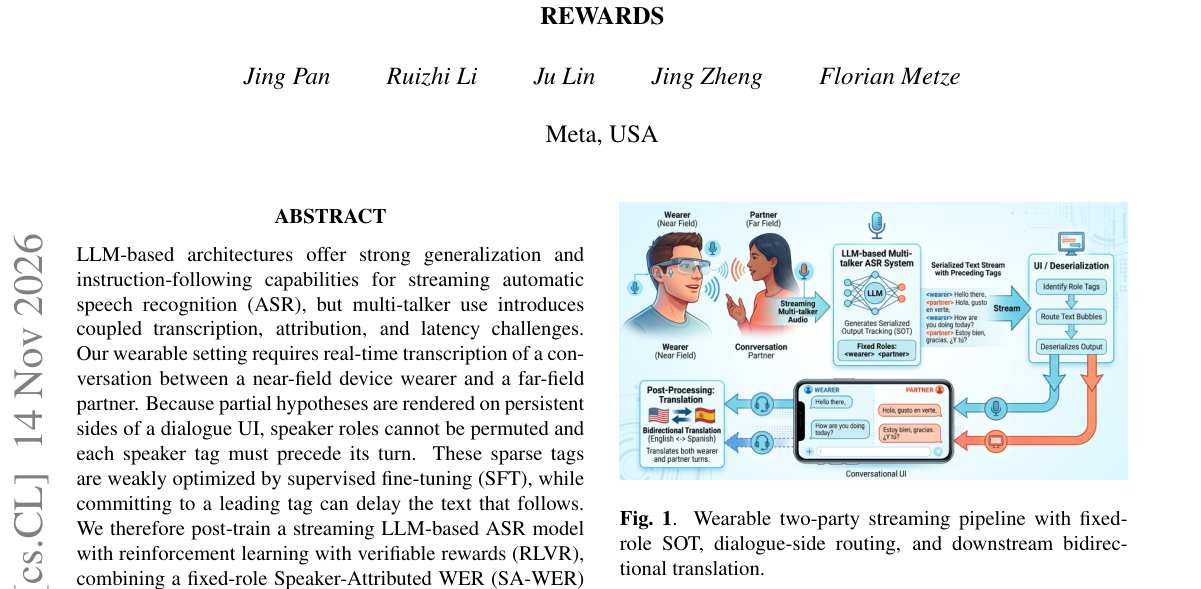 REWARDS
Jing Pan Ruizhi Li Ju Lin Jing Zheng Florian Metze
Meta, USA
[cs.CL] 14 Nov 2026
ABSTRACT
LLM-based architectures offer strong generalization and
instruction-following capabilities for streaming automatic
speech recognition (ASR), but multi-talker use introduces
coupled transcription, attribution, and latency challenges.
Our wearable setting requires real-time transcription of a con-
versation between a near-field device wearer and a far-field
partner. Because partial hypotheses are rendered on persistent
sides of a dialogue UI, speaker roles cannot be permuted and
each speaker tag must precede its turn. These sparse tags
are weakly optimized by supervised fine-tuning (SFT), while
committing to a leading tag can delay the text that follows.
We therefore post-train a streaming LLM-based ASR model
with reinforcement learning with verifiable rewards (RLVR),
combining a fixed-role Speaker-Attributed WER (SA-WER)
Wearer
(Near Field)
Partner
(Far Field)
Wearer
(Near Field)
Conrversation
Partner
Streaming
Multi-talker
Audio
LLM-based Multi-
talker ASR System
LLM
Generates Serialized
Output Tracking (SOT)
Fixed Roles:
<wearer> <partner>
Serialized Text Stream
with Preceding Tags
<wearer> Hello there,
<partner> Hola, gusto
en verte,
<wearer> How are
you doing today?
<partner> Estoy bien,
gracias. ¿Y tú?
Stream
UI / Deserialization
Identify Role Tags
Route Text Bubbles
Deserializes Output
Post-Processing:
Translation
Bidirectional Translation
(English <-> Spanish)
Translates both wearer
and partner turns.
WEARER
PARTNER
Hello there,
Hola, gusto en verte,
How are you doing
today?
Estoy bien, gracias.
¿Y tú?
Conversational UI
Fig. 1. Wearable two-party streaming pipeline with fixed-
role SOT, dialogue-side routing, and downstream bidirec-
tional translation.